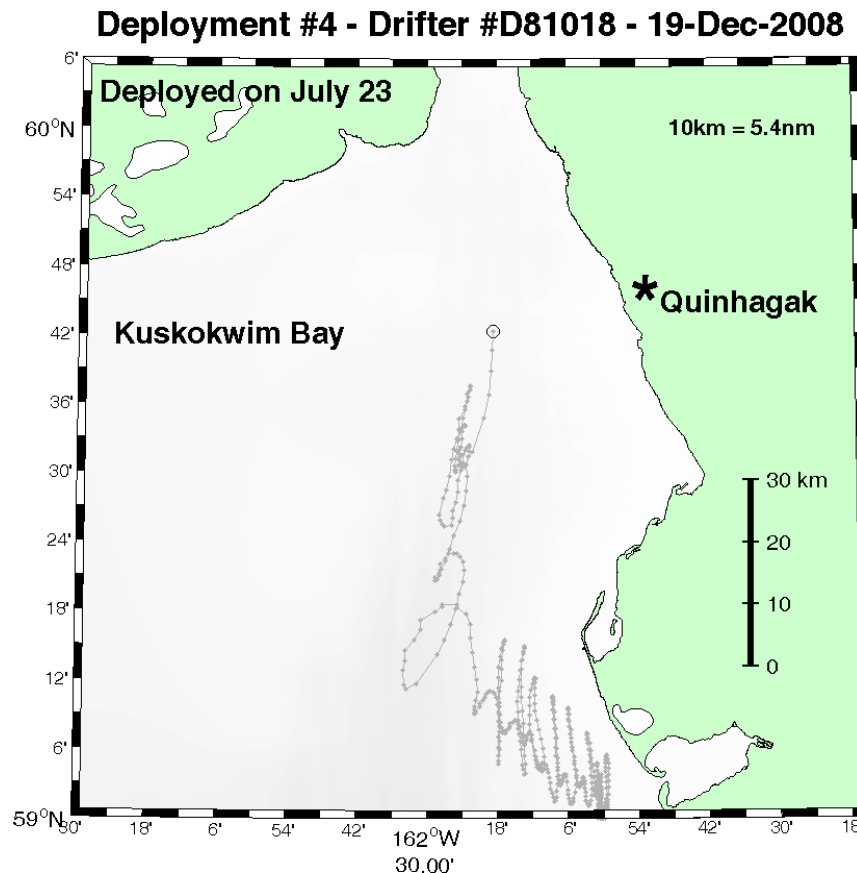 Deployment #4 - Drifter #D81018 - 19-Dec-2008
6'
Deployed on July 23
60°N
10km = 5.4nm
54'
48'
Quinhagak
Kuskokwim Bay
42'
36'
30'
30 km
24'
20
18'
10
0
12'
6'
59°N
30'
18'
6'
54'
42'
162°W
30.00'
18'
6'
54'
42'
30'
18'